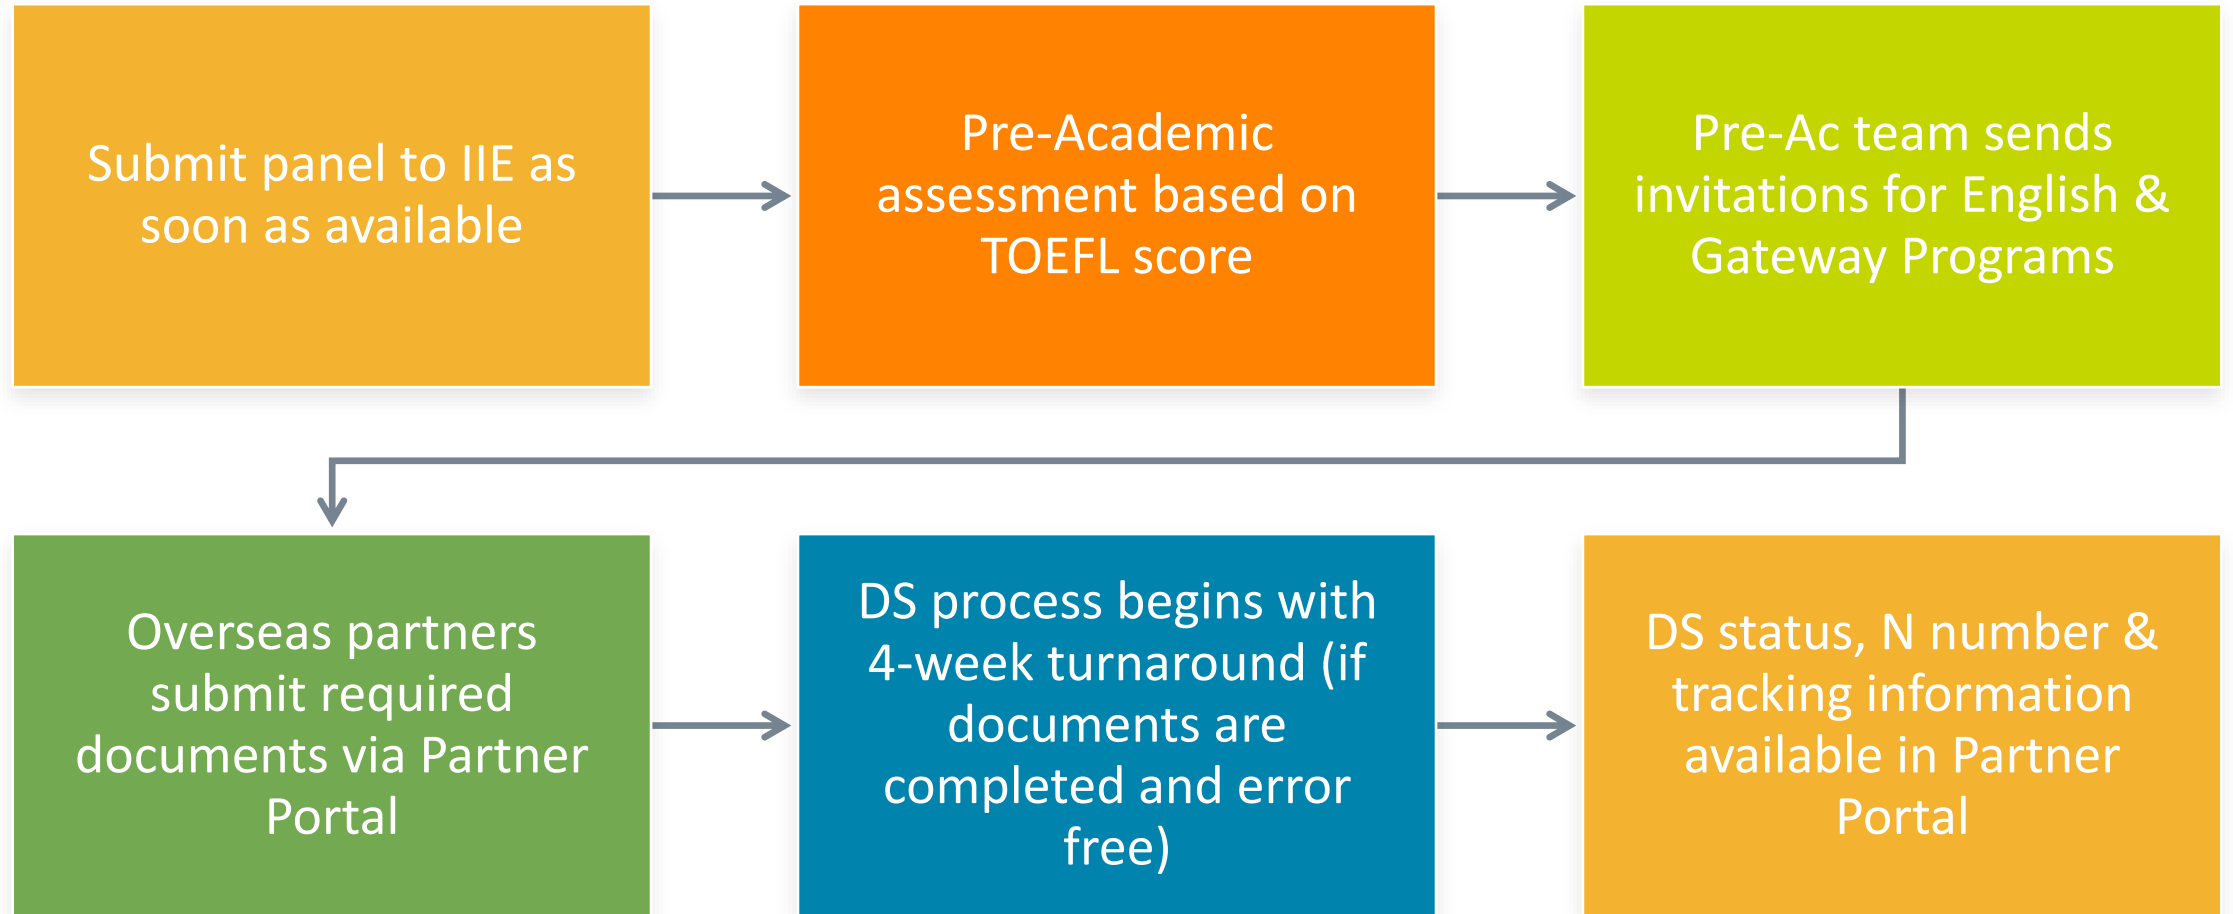 Submit panel to IIE as
soon as available
Pre-Academic
assessment based on
TOEFL score
Pre-Ac team sends
invitations for English &
Gateway Programs
Overseas partners
submit required
documents via Partner
Portal
DS process begins with
4-week turnaround (if
documents are
completed and error
free)
DS status, N number &
tracking information
available in Partner
Portal